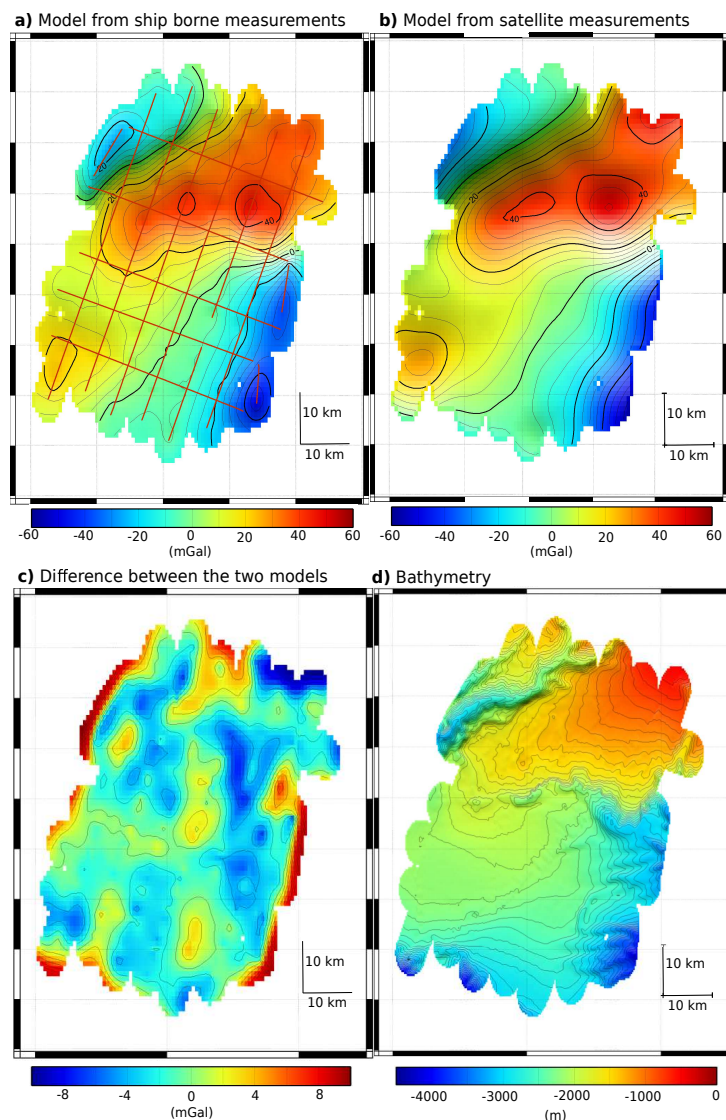 a) Model from ship borne measurements
20
20
40
0
10 km
10 km
-60 -40 -20 0 20 40 60
(mGal)
b) Model from satellite measurements
20
40
40
0
10 km
10 km
-60 -40 -20 0 20 40 60
(mGal)
c) Difference between the two models
10 km
10 km
-8 -4 0 4 8
(mGal)
d) Bathymetry
10 km
10 km
-4000 -3000 -2000 -1000 0
(m)